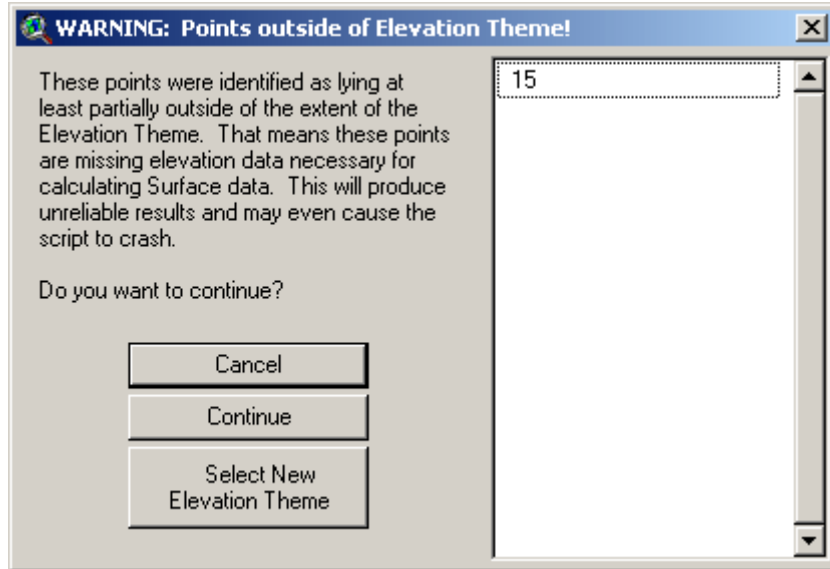 WARNING: Points outside of Elevation Theme!
These points were identified as lying at
least partially outside of the extent of the
Elevation Theme. That means these points
are missing elevation data necessary for
calculating Surface data. This will produce
unreliable results and may even cause the
script to crash.
Do you want to continue?
Cancel
Continue
Select New
Elevation Theme
15